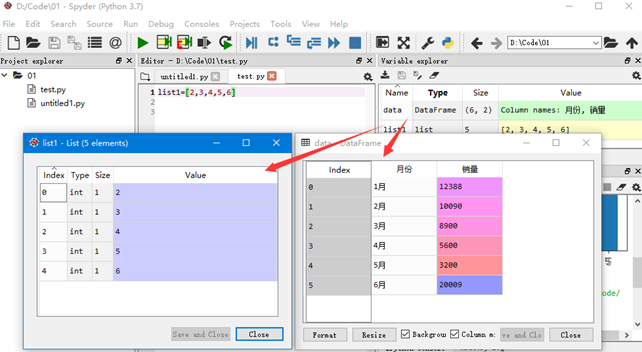 D:/Code\01 - Spyder (Python 3.7)
File Edit Search Source Run Debug Consoles Projects Tools View Help
D:\Code\01
Project explorer
Editor - D:\Code\01\test.py
Variable explorer
01
test.py
untitled1.py
untitled1.py
test.py
1 list1=[2,3,4,5,6]
2
3
Name Type Size Value
data DataFrame (6, 2) Column names: 月份, 销量
list1 list 5 [2, 3, 4, 5, 6]
list1 - List (5 elements)
Index Type Size Value
0 int 1 2
1 int 1 3
2 int 1 4
3 int 1 5
4 int 1 6
Save and Close
Close
data - DataFrame
Index 月份 销量
0 1月 12388
1 2月 10090
2 3月 8900
3 4月 5600
4 5月 3200
5 6月 20009
Format
Resize
Backgroun
Column m:
ve and Clo
Close
5
ode/